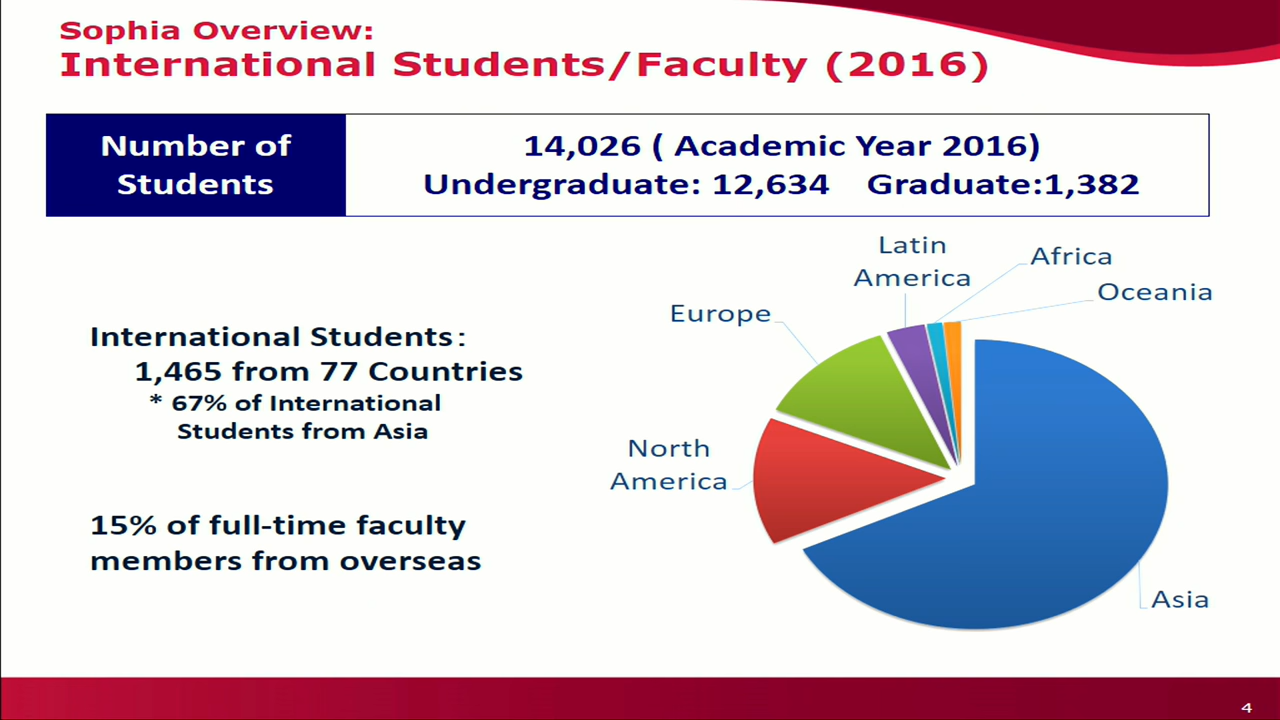 Sophia Overview:
International Students/Faculty (2016)
Number of
Students
14,026 ( Academic Year 2016)
Undergraduate: 12,634 Graduate:1,382
International Students：
1,465 from 77 Countries
* 67% of International
Students from Asia
15% of full-time faculty
members from overseas
Latin
America
Africa
Oceania
Europe
North
America
Asia
4